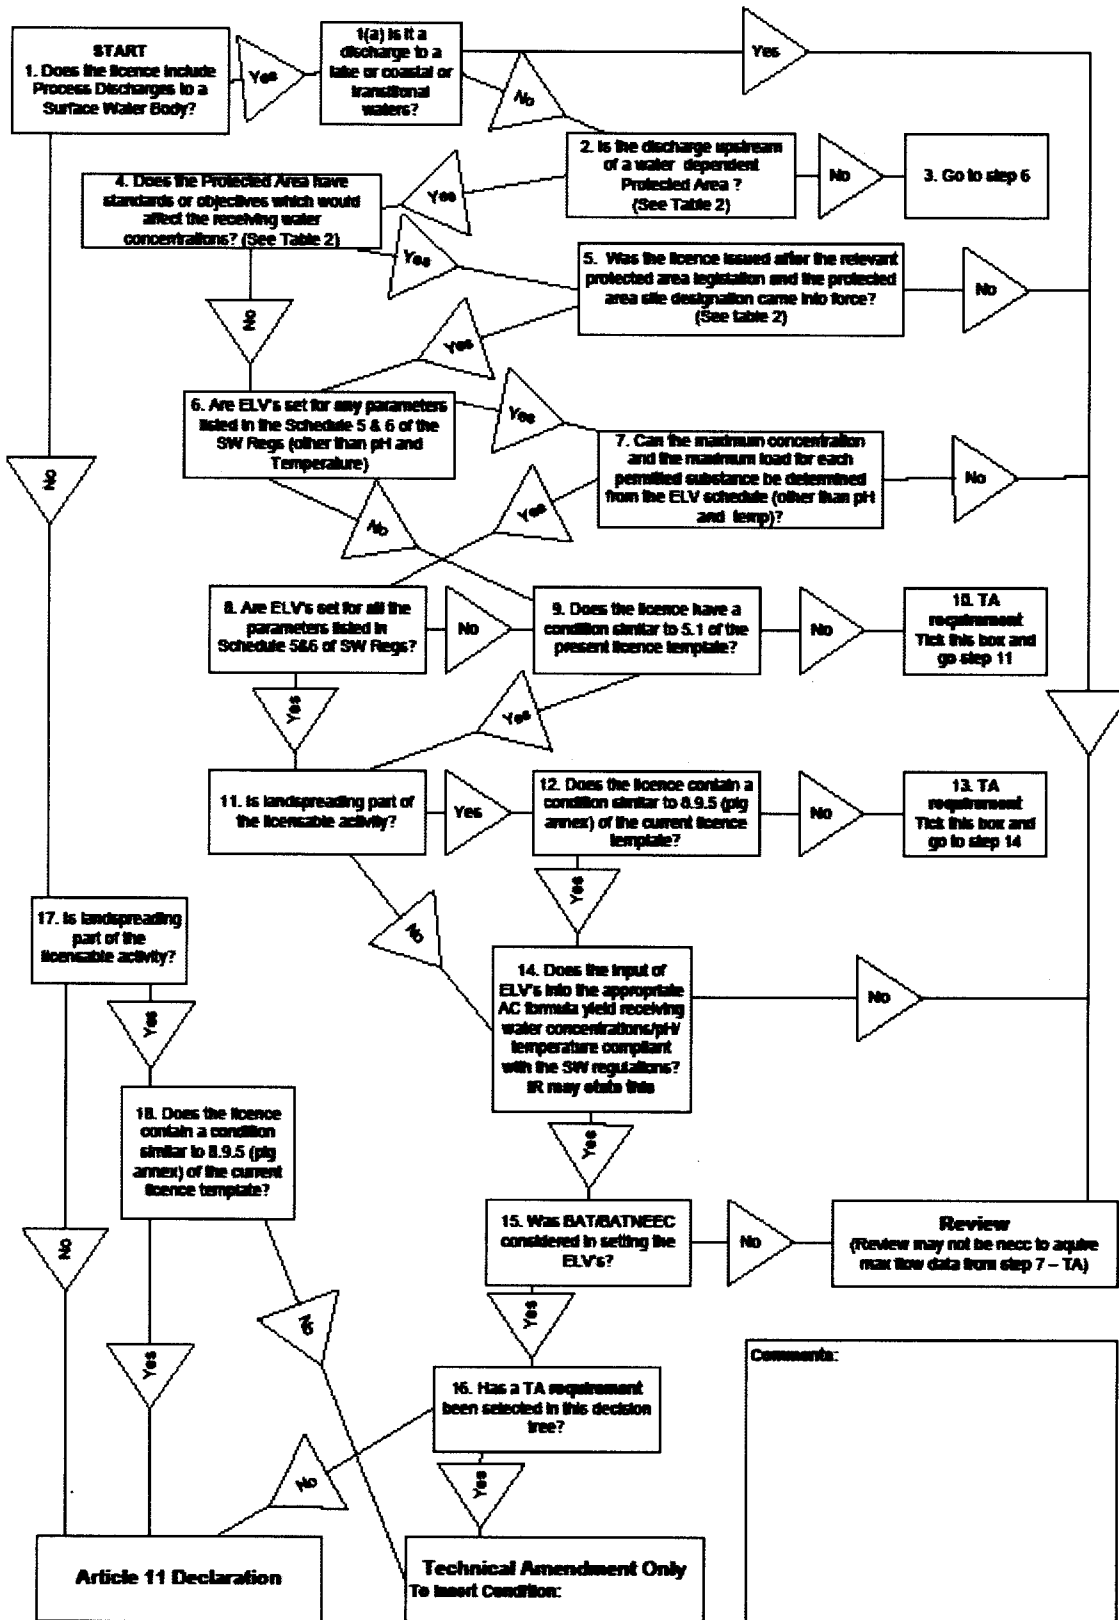 START
1. Does the licence include
Process Discharges to a
Surface Water Body?
Yes
1(a) Is it a
discharge to a
lake or coastal or
transitional
waters?
Yes
No
2. Is the discharge upstream
of a water dependent
Protected Area ?
(See Table 2)
No
3. Go to step 6
Yes
4. Does the Protected Area have
standards or objectives which would
affect the receiving water
concentrations? (See Table 2)
Yes
No
5. Was the licence issued after the relevant
protected area legislation and the protected
area site designation came into force?
(See table 2)
No
Yes
6. Are ELV's set for any parameters
listed in the Schedule 5 & 6 of the
SW Regs (other than pH and
Temperature)
Yes
No
7. Can the maximum concentration
and the maximum load for each
permitted substance be determined
from the ELV schedule (other than pH
and temp)?
No
Yes
No
8. Are ELV's set for all the
parameters listed in
Schedule 5&6 of SW Regs?
No
9. Does the licence have a
condition similar to 5.1 of the
present licence template?
No
10. TA
requirement
Tick this box and
go step 11
Yes
Yes
11. Is landspreading part of
the licensable activity?
Yes
12. Does the licence contain a
condition similar to 8.9.5 (pig
annex) of the current licence
template?
No
13. TA
requirement
Tick this box and
go to step 14
Yes
No
17. Is landspreading
part of the
licensable activity?
14. Does the input of
ELV's into the appropriate
AC formula yield receiving
water concentrations/pH/
temperature compliant
with the SW regulations?
IR may state this
No
Yes
Yes
18. Does the licence
contain a condition
similar to 8.9.5 (pig
annex) of the current
licence template?
15. Was BAT/BATNEEC
considered in setting the
ELV's?
No
Review
(Review may not be necc to aquire
max flow data from step 7 – TA)
No
Yes
No
Yes
16. Has a TA requirement
been selected in this decision
tree?
No
Yes
Comments:
Article 11 Declaration
Technical Amendment Only
To Insert Condition: